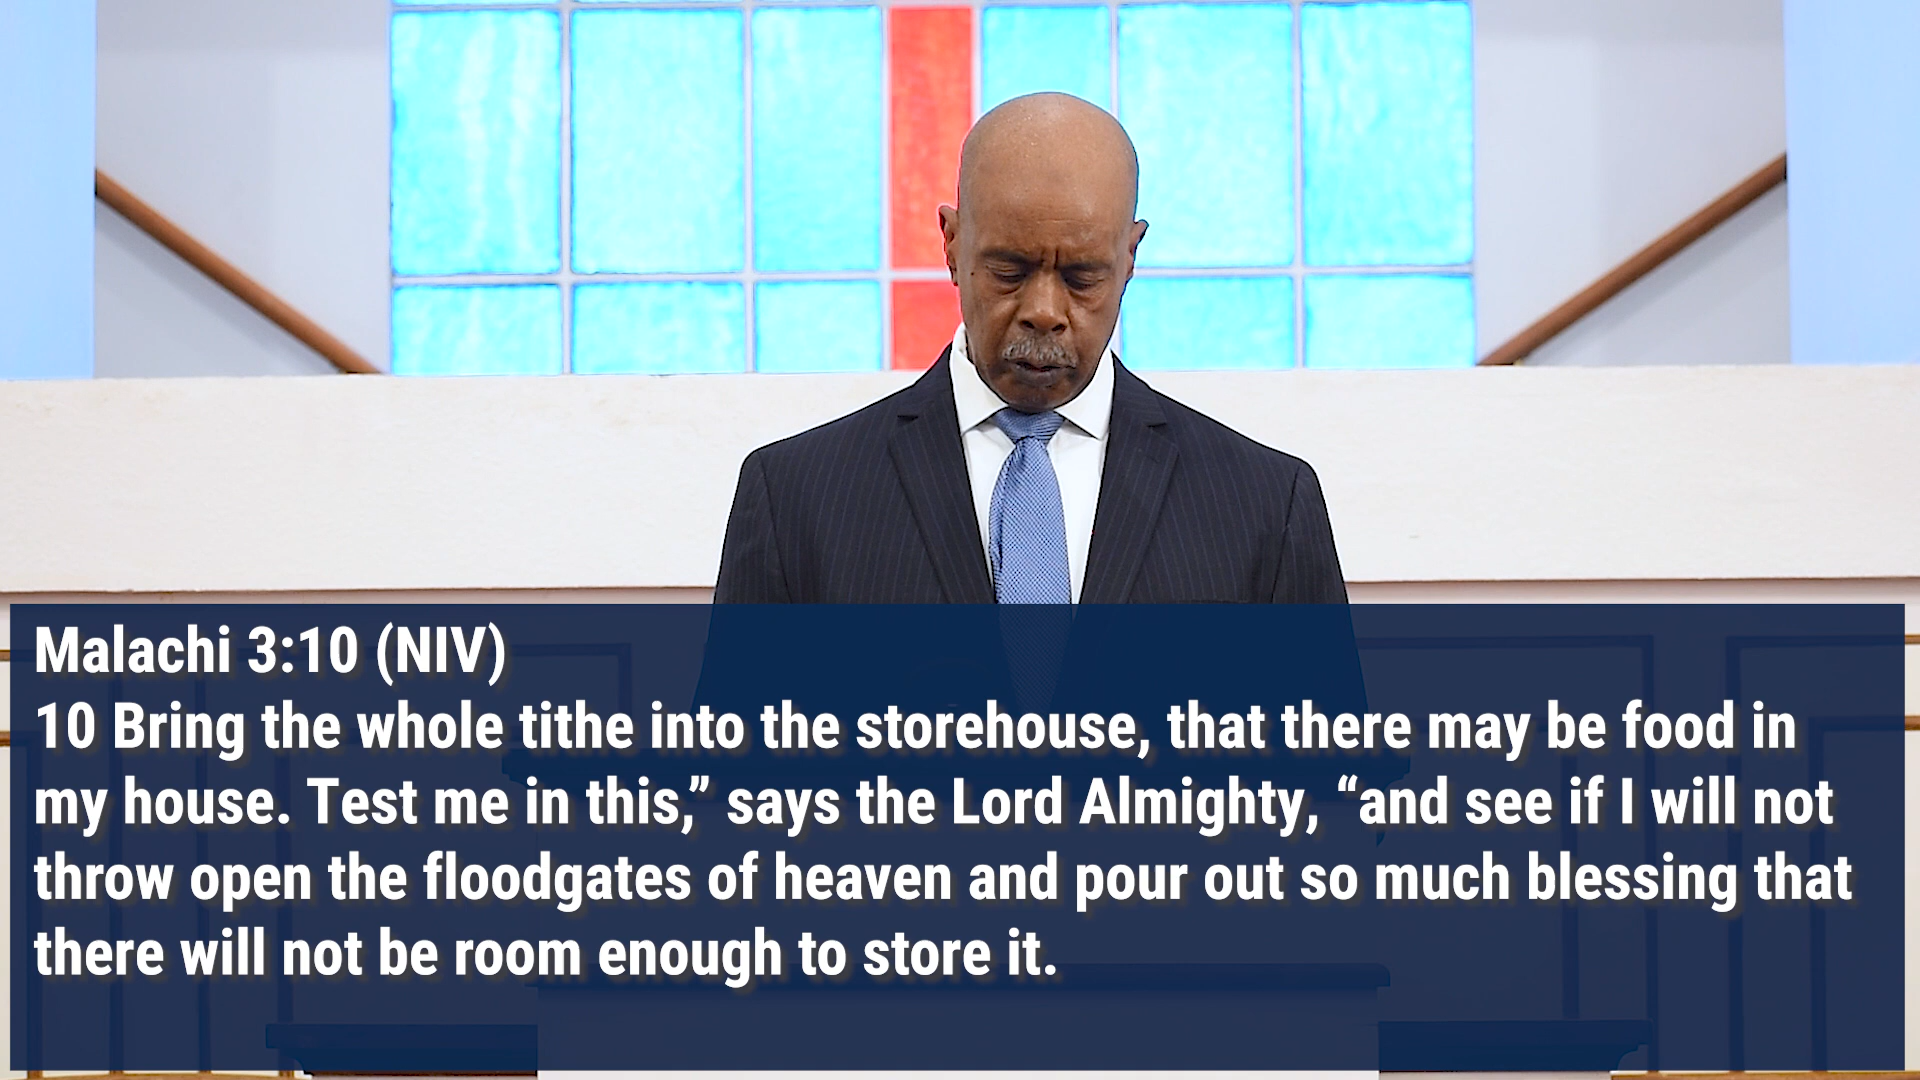 Malachi 3:10 (NIV)
10 Bring the whole tithe into the storehouse, that there may be food in
my house. Test me in this,” says the Lord Almighty, “and see if I will not
throw open the floodgates of heaven and pour out so much blessing that
there will not be room enough to store it.